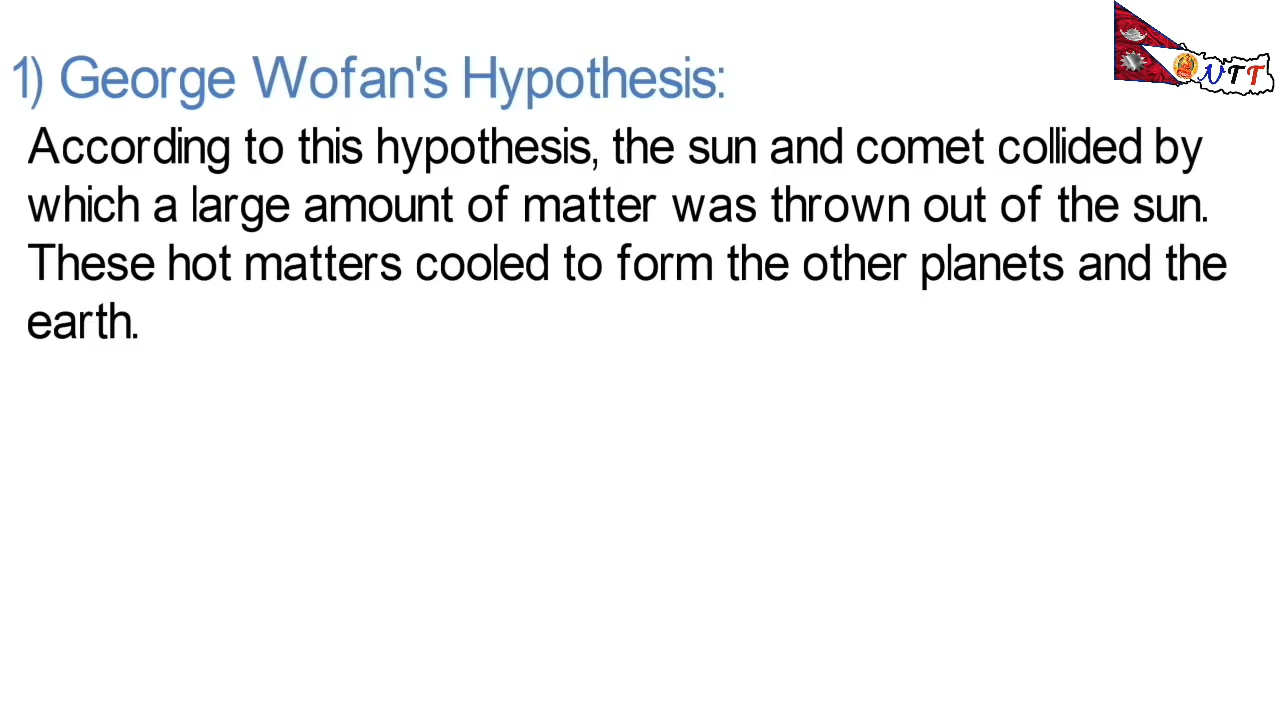 1) George Wofan's Hypothesis:
NTT
According to this hypothesis, the sun and comet collided by
which a large amount of matter was thrown out of the sun.
These hot matters cooled to form the other planets and the
earth.